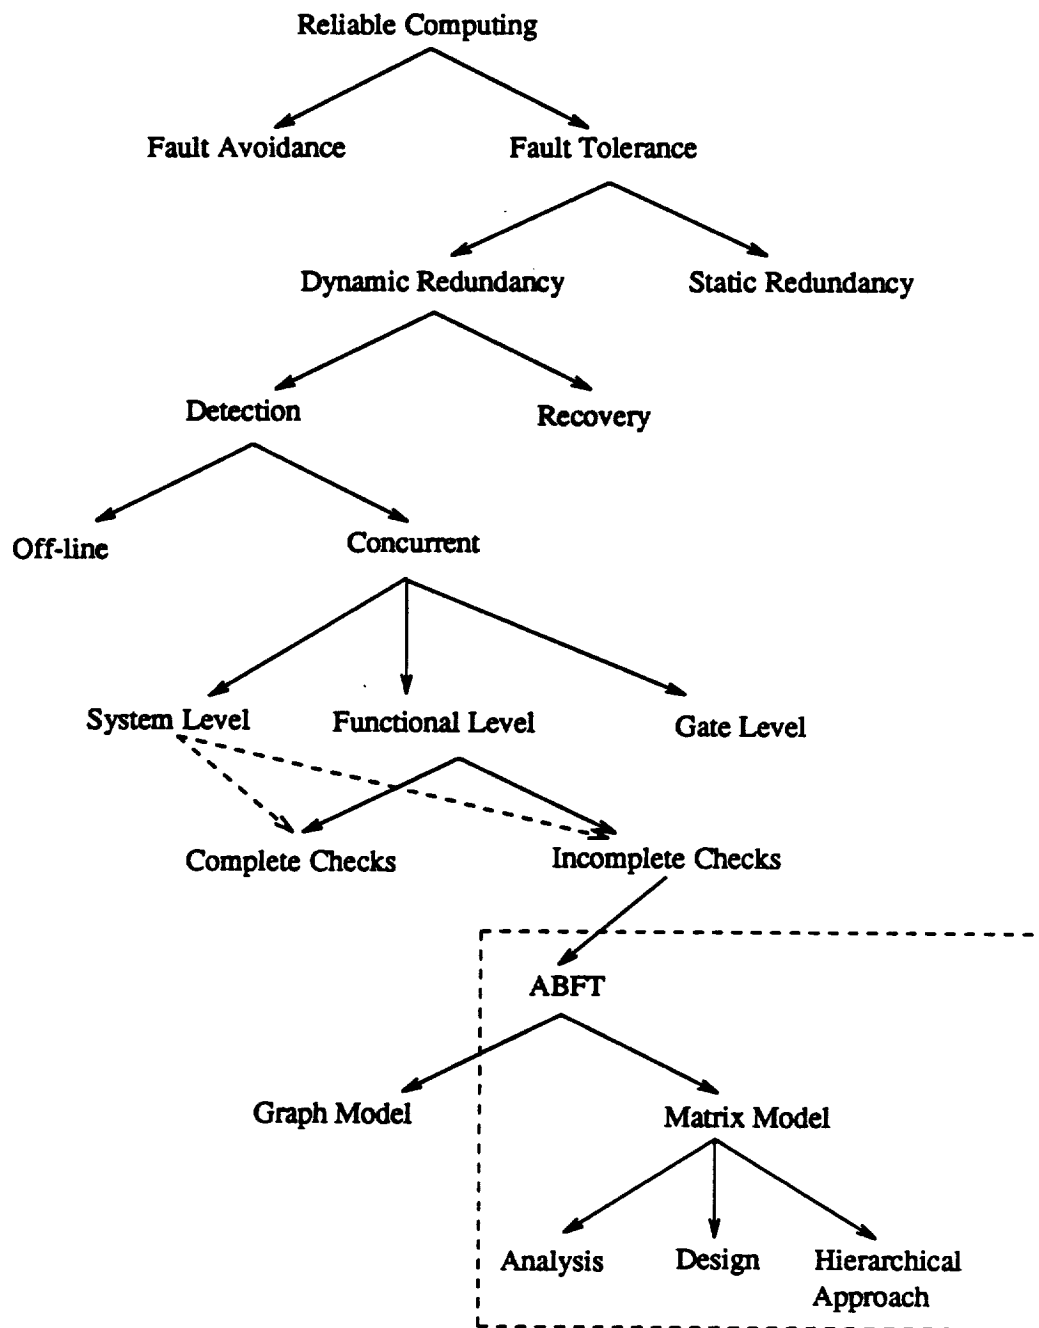 Reliable Computing
Fault Avoidance
Fault Tolerance
Dynamic Redundancy
Static Redundancy
Detection
Recovery
Off-line
Concurrent
System Level
Functional Level
Gate Level
Complete Checks
Incomplete Checks
ABFT
Graph Model
Matrix Model
Analysis
Design
Hierarchical
Approach